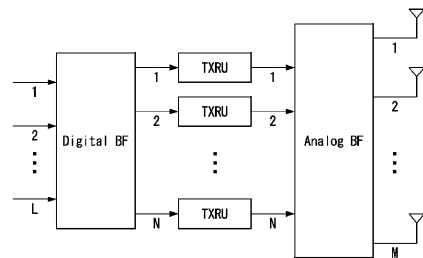 1 TXRU 1 1
1
2 TXRU 2 2
2
Digital BF Analog BF
L
N TXRU N
M